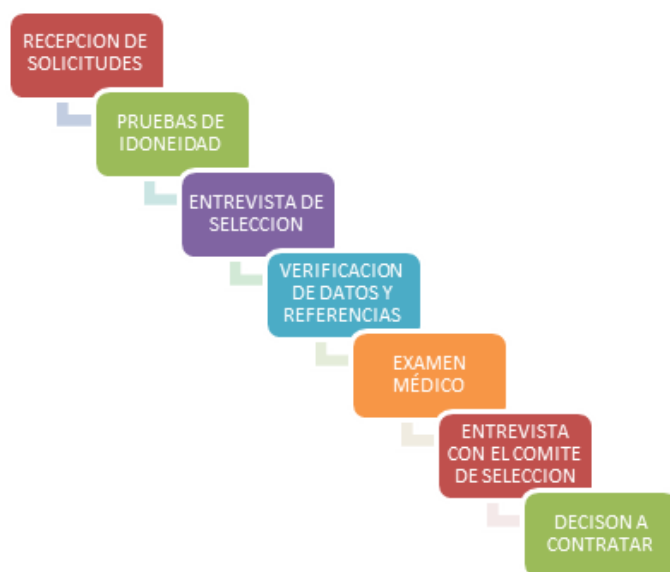 RECEPCION DE
SOLICITUDES
PRUEBAS DE
IDONEIDAD
ENTREVISTA DE
SELECCION
VERIFICACION
DE DATOS Y
REFERENCIAS
EXAMEN
MÉDICO
ENTREVISTA
CON EL COMITE
DE SELECCION
DECISON A
CONTRATAR